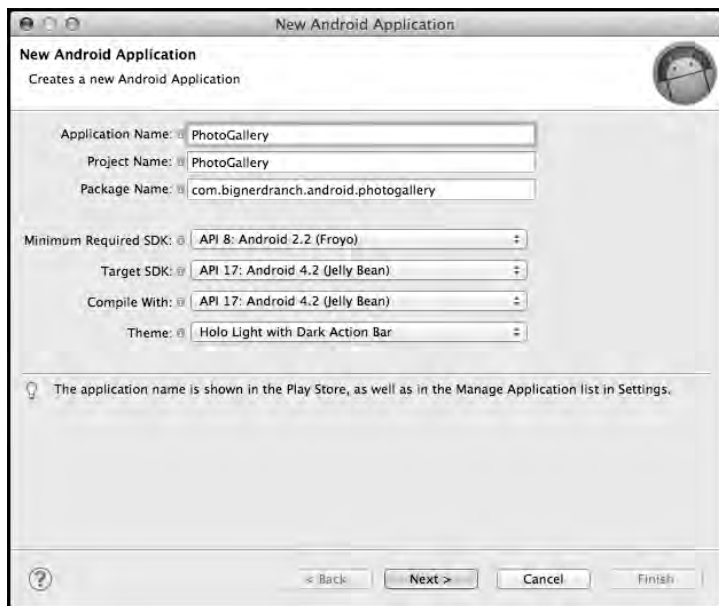 New Android Application
New Android Application
Creates a new Android Application
Application Name: PhotoGallery
Project Name: PhotoGallery
Package Name: com.bignerdranch.android.photogallery
Minimum Required SDK: API 8: Android 2.2 (Froyo)
Target SDK: API 17: Android 4.2 (Jelly Bean)
Compile With: API 17: Android 4.2 (Jelly Bean)
Theme: Holo Light with Dark Action Bar
The application name is shown in the Play Store, as well as in the Manage Application list in Settings.
? < Back Next > Cancel Finish